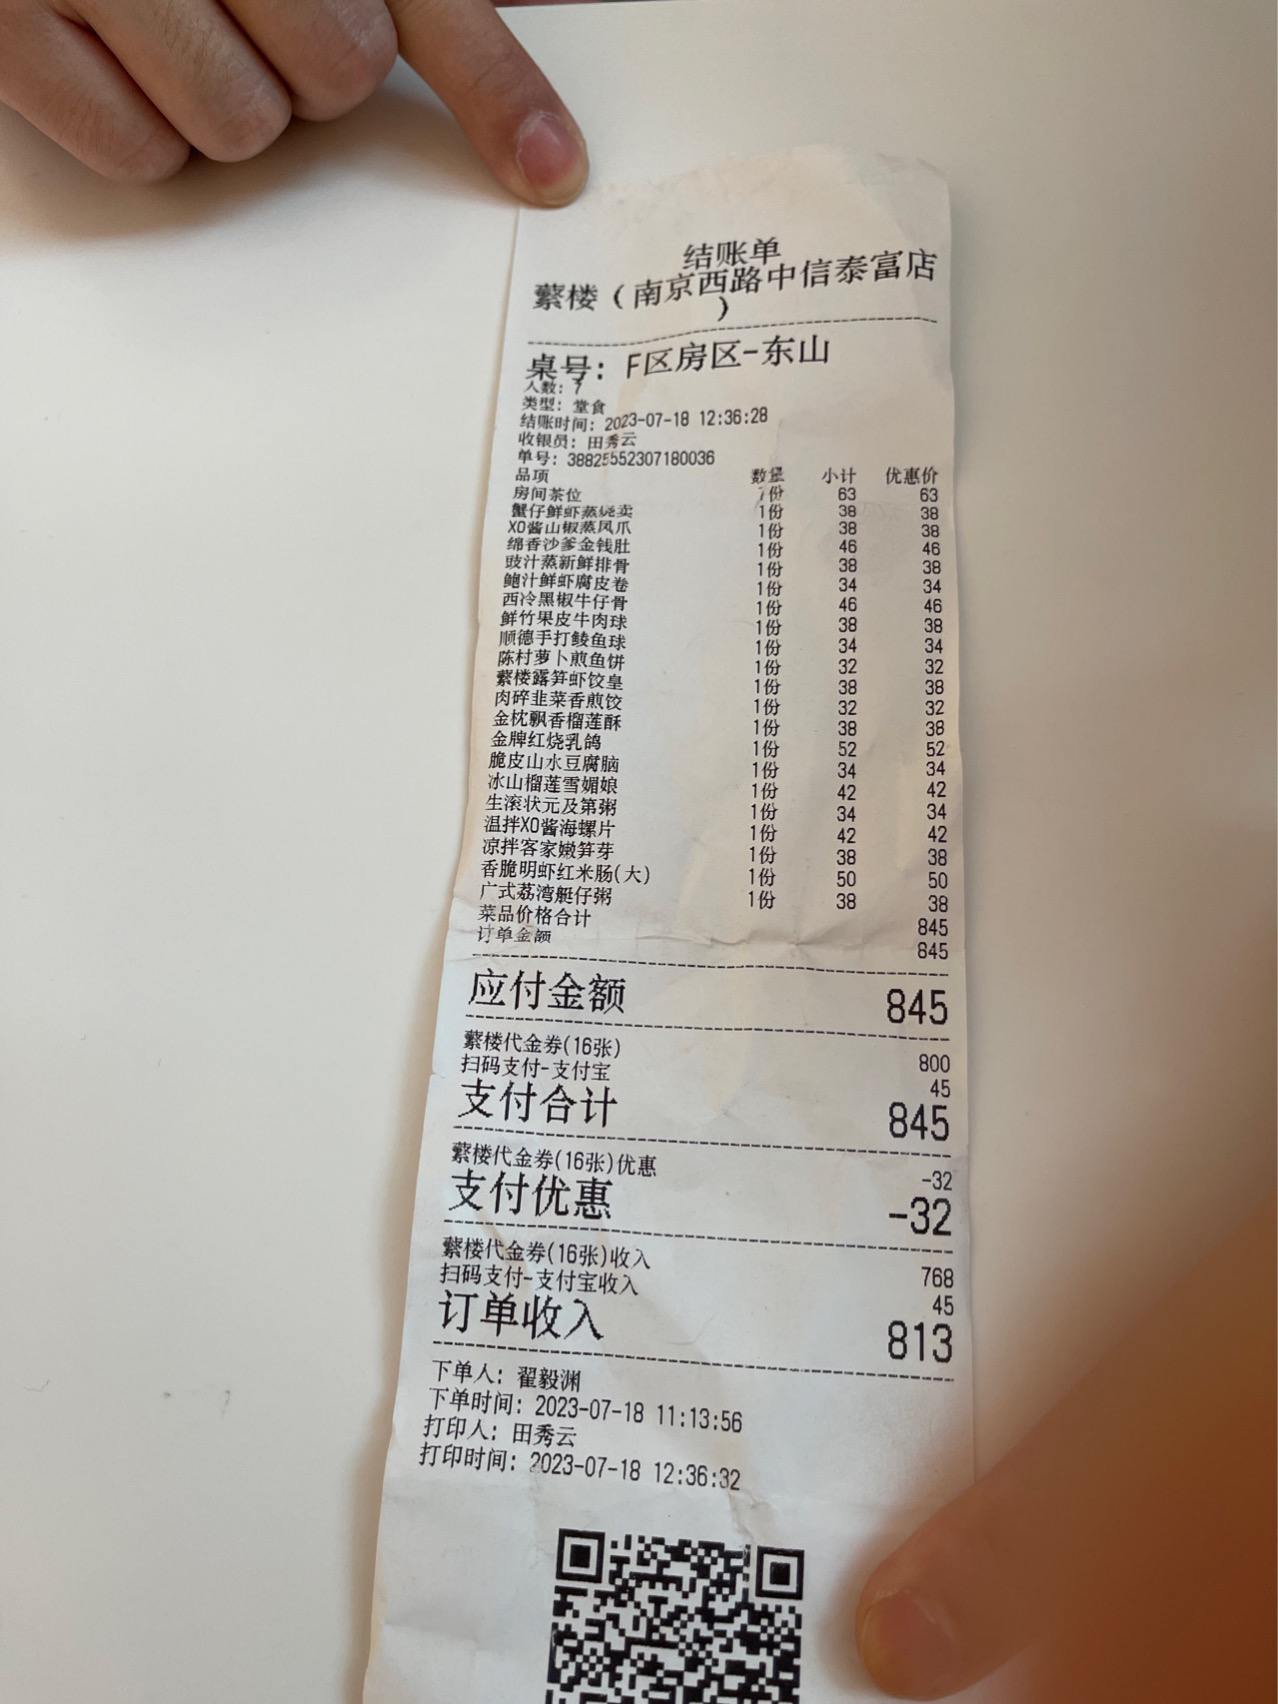 结账单
蘩楼（南京西路中信泰富店
）
桌号： F区房区-东山
人数：7
类型：堂食
结账时间：2023-07-18 12:36:28
收银员：田秀云
单号：38825552307180036
品项 数量 小计 优惠价
房间茶位 7份 63 63
蟹仔鲜虾蒸烧卖 1份 38 38
XO酱山椒蒸凤爪 1份 38 38
绵香沙爹金钱肚 1份 46 46
豉汁蒸新鲜排骨 1份 38 38
鲍汁鲜虾腐皮卷 1份 34 34
西冷黑椒牛仔骨 1份 46 46
鲜竹果皮牛肉球 1份 38 38
顺德手打鲮鱼球 1份 34 34
陈村萝卜煎鱼饼 1份 32 32
蘩楼露笋虾饺皇 1份 38 38
肉碎韭菜香煎饺 1份 32 32
金枕飘香榴莲酥 1份 38 38
金牌红烧乳鸽 1份 52 52
脆皮山水豆腐脑 1份 34 34
冰山榴莲雪媚娘 1份 42 42
生滚状元及第粥 1份 34 34
温拌XO酱海螺片 1份 42 42
凉拌客家嫩笋芽 1份 38 38
香脆明虾红米肠(大) 1份 50 50
广式荔湾艇仔粥 1份 38 38
菜品价格合计 845
订单金额 845
应付金额 845
蘩楼代金券(16张) 800
扫码支付-支付宝 45
支付合计 845
蘩楼代金券(16张)优惠 -32
支付优惠 -32
蘩楼代金券(16张)收入 768
扫码支付-支付宝收入 45
订单收入 813
下单人：翟毅渊
下单时间：2023-07-18 11:13:56
打印人：田秀云
打印时间：2023-07-18 12:36:32